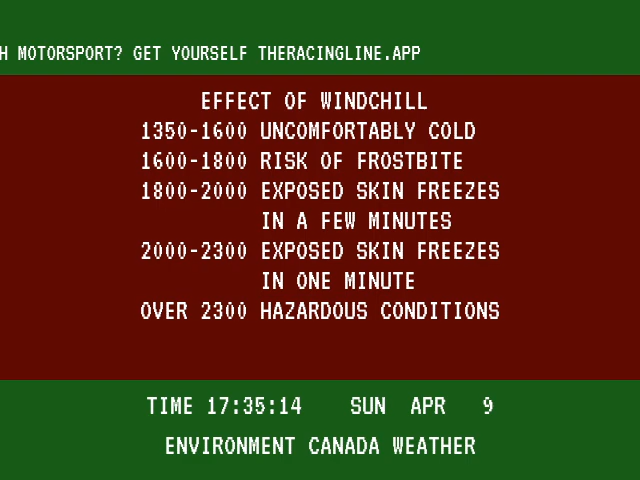 H MOTORSPORT? GET YOURSELF THERACINGLINE.APP
EFFECT OF WINDCHILL
1350-1600 UNCOMFORTABLY COLD
1600-1800 RISK OF FROSTBITE
1800-2000 EXPOSED SKIN FREEZES
IN A FEW MINUTES
2000-2300 EXPOSED SKIN FREEZES
IN ONE MINUTE
OVER 2300 HAZARDOUS CONDITIONS
TIME 17:35:14 SUN APR 9
ENVIRONMENT CANADA WEATHER